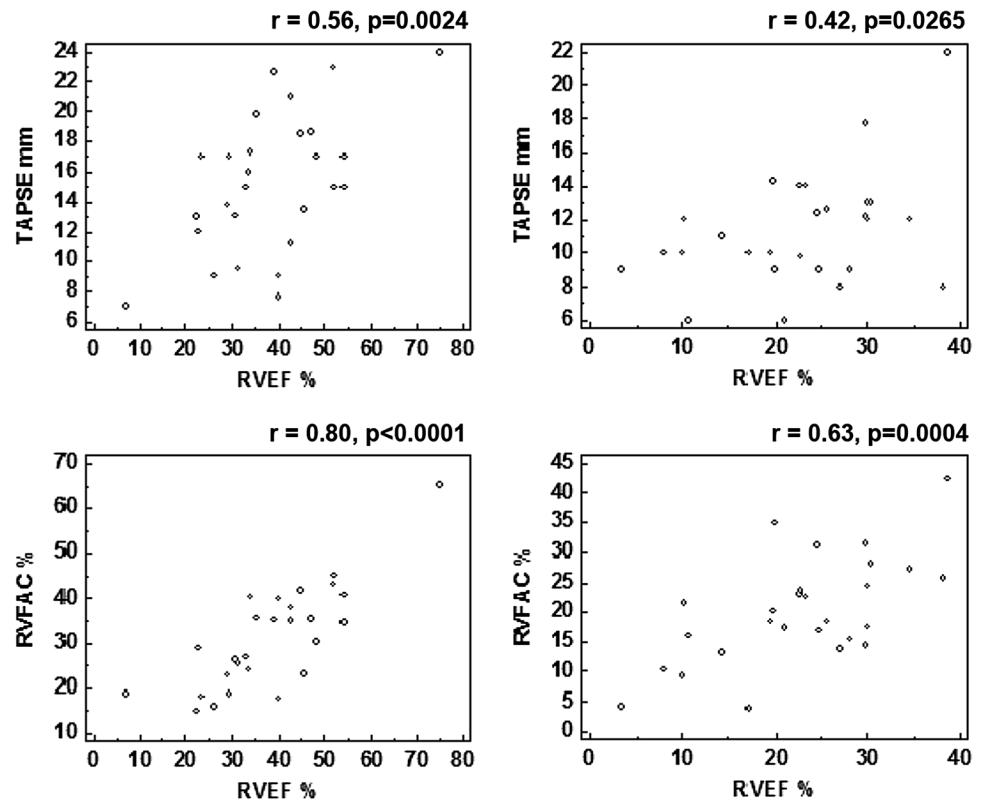 r = 0.56, p=0.0024
24
22
20
18
16
14
12
10
8
6
TAPSE mm
0 10 20 30 40 50 60 70 80
RVEF %
r = 0.42, p=0.0265
22
20
18
16
14
12
10
8
6
TAPSE mm
0 10 20 30 40
RVEF %
r = 0.80, p<0.0001
70
60
50
40
30
20
10
RVFAC %
0 10 20 30 40 50 60 70 80
RVEF %
r = 0.63, p=0.0004
45
40
35
30
25
20
15
10
5
0
RVFAC %
0 10 20 30 40
RVEF %